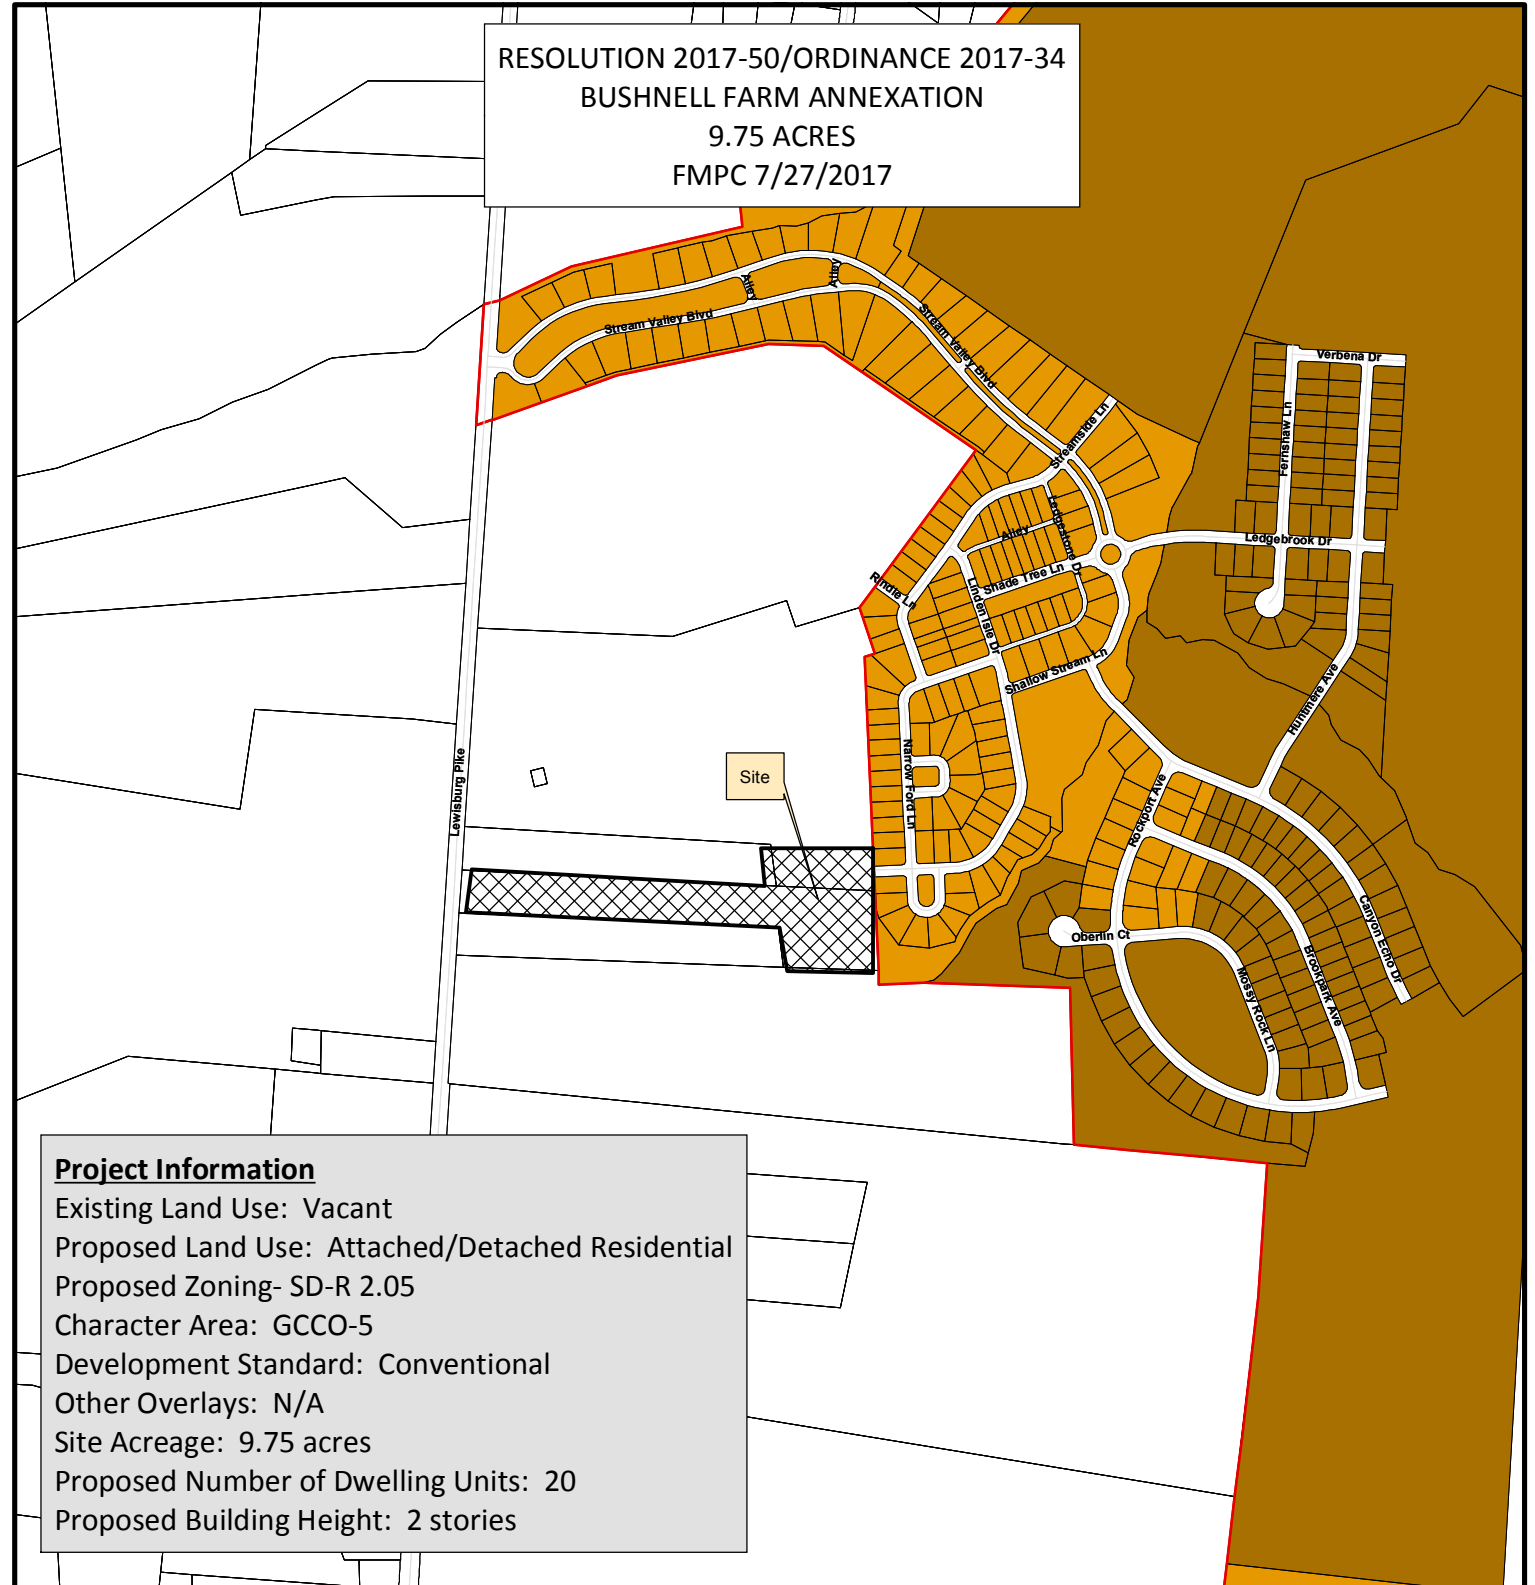 RESOLUTION 2017-50/ORDINANCE 2017-34
BUSHNELL FARM ANNEXATION
9.75 ACRES
FMPC 7/27/2017
Alley
Alley
Stream Valley Blvd
Stream Valley Blvd
Verbena Dr
Fernshaw Ln
Streamside Ln
Ledgestone Dr
Alley
Ledgebrook Dr
Shade Tree Ln
Rindle Ln
Linden Isle Dr
Shallow Stream Ln
Huntmere Ave
Narrow Ford Ln
Lewisburg Pike
Site
Rockport Ave
Canyon Echo Dr
Oberlin Ct
Brookpark Ave
Mossy Rock Ln
Project Information
Existing Land Use: Vacant
Proposed Land Use: Attached/Detached Residential
Proposed Zoning- SD-R 2.05
Character Area: GCCO-5
Development Standard: Conventional
Other Overlays: N/A
Site Acreage: 9.75 acres
Proposed Number of Dwelling Units: 20
Proposed Building Height: 2 stories